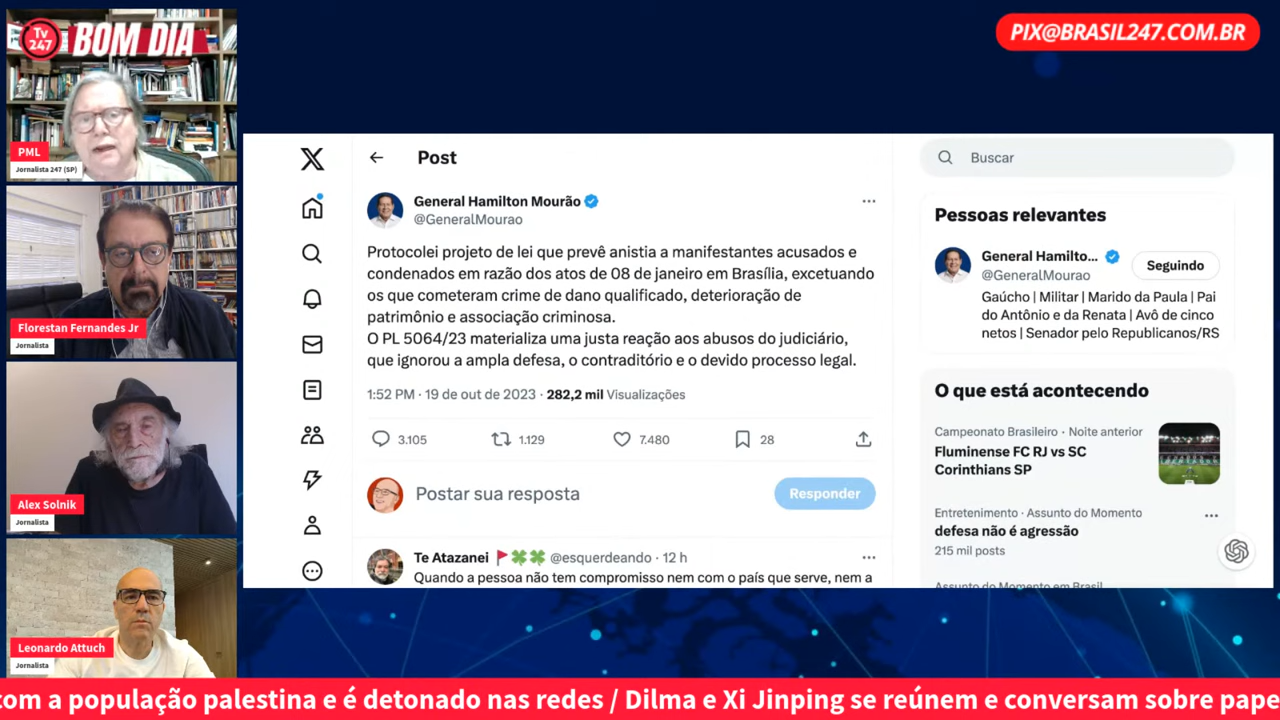 Tv 247
BOM DIA
PIX@BRASIL247.COM.BR
PML
Jornalista 247 (SP)
Florestan Fernandes Jr
Jornalista
Alex Solnik
Jornalista
Leonardo Attuch
Jornalista
X
Post
General Hamilton Mourão
@GeneralMourao
Protocolei projeto de lei que prevê anistia a manifestantes acusados e
condenados em razão dos atos de 08 de janeiro em Brasília, excetuando
os que cometeram crime de dano qualificado, deterioração de
patrimônio e associação criminosa.
O PL 5064/23 materializa uma justa reação aos abusos do judiciário,
que ignorou a ampla defesa, o contraditório e o devido processo legal.
1:52 PM · 19 de out de 2023 · 282,2 mil Visualizações
3.105 1.129 7.480 28
Postar sua resposta
Responder
Te Atazanei 🚩🍀🍀 @esquerdeando · 12 h
Quando a pessoa não tem compromisso nem com o país que serve, nem a
Buscar
Pessoas relevantes
General Hamilto...
@GeneralMourao
Seguindo
Gaúcho | Militar | Marido da Paula | Pai
do Antônio e da Renata | Avô de cinco
netos | Senador pelo Republicanos/RS
O que está acontecendo
Campeonato Brasileiro · Noite anterior
Fluminense FC RJ vs SC
Corinthians SP
Entretenimento · Assunto do Momento
defesa não é agressão
215 mil posts
Assunto do Momento em Brasil
com a população palestina e é detonado nas redes / Dilma e Xi Jinping se reúnem e conversam sobre pape